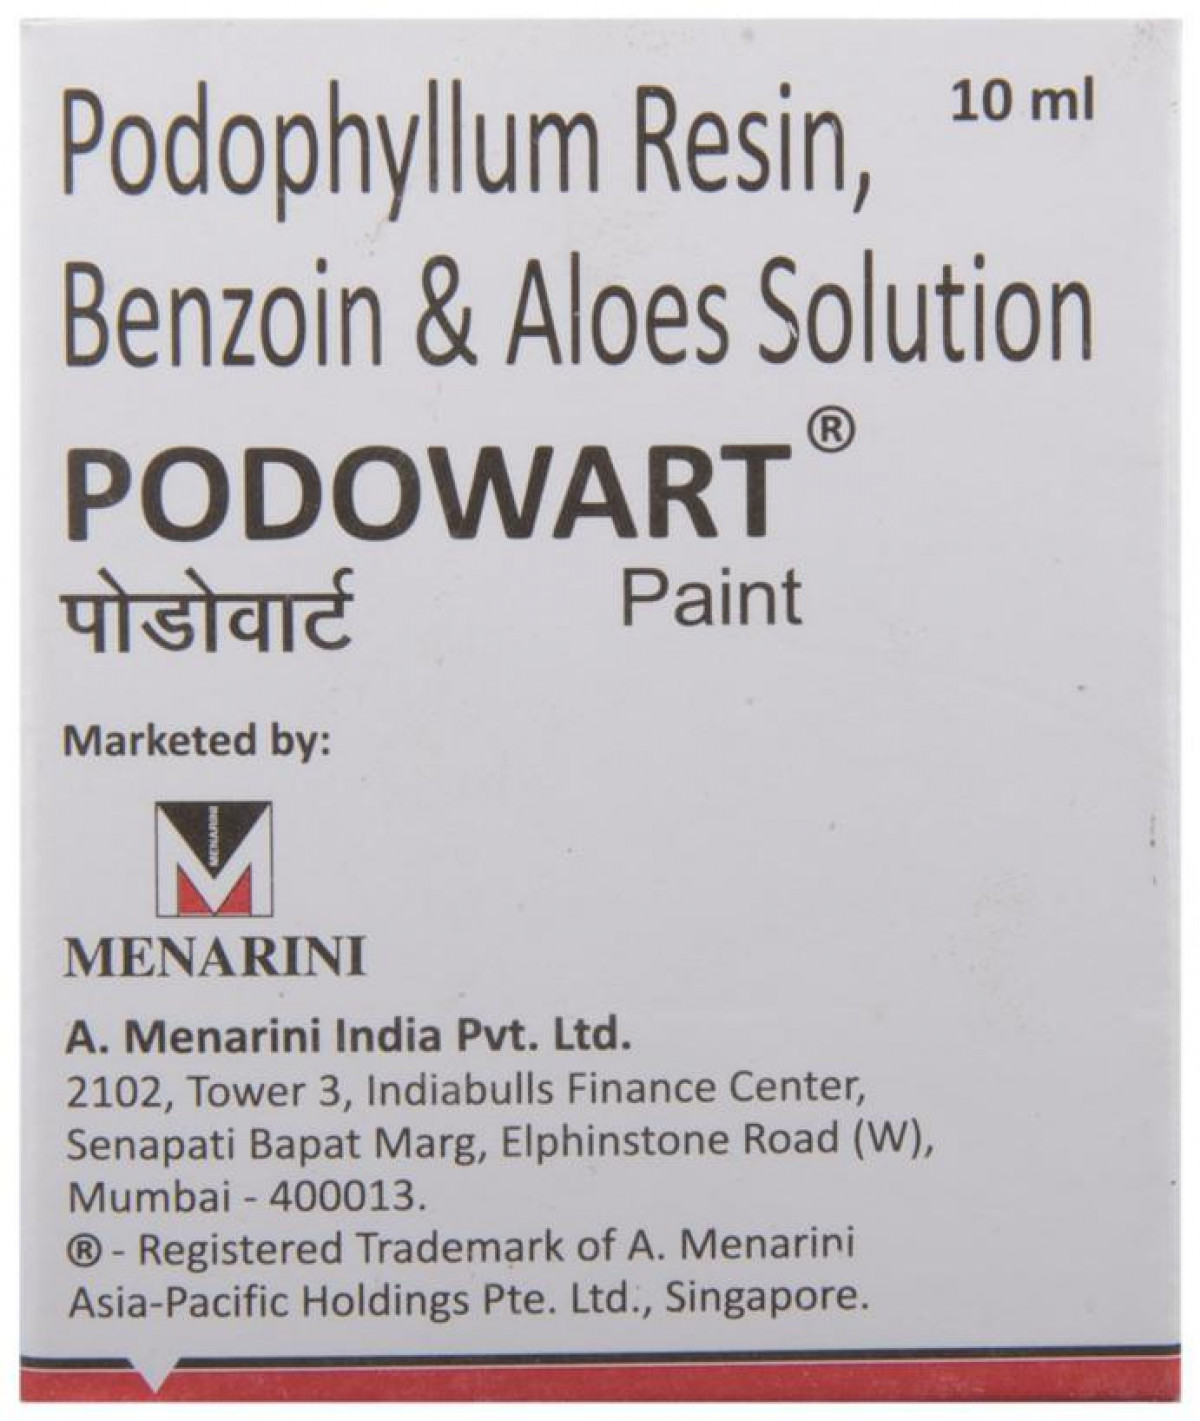 Podophyllum Resin, 10 ml
Benzoin & Aloes Solution
PODOWART®
पोडोवार्ट Paint
Marketed by:
MENARINI
MENARINI
A. Menarini India Pvt. Ltd.
2102, Tower 3, Indiabulls Finance Center,
Senapati Bapat Marg, Elphinstone Road (W),
Mumbai - 400013.
® - Registered Trademark of A. Menarini
Asia-Pacific Holdings Pte. Ltd., Singapore.